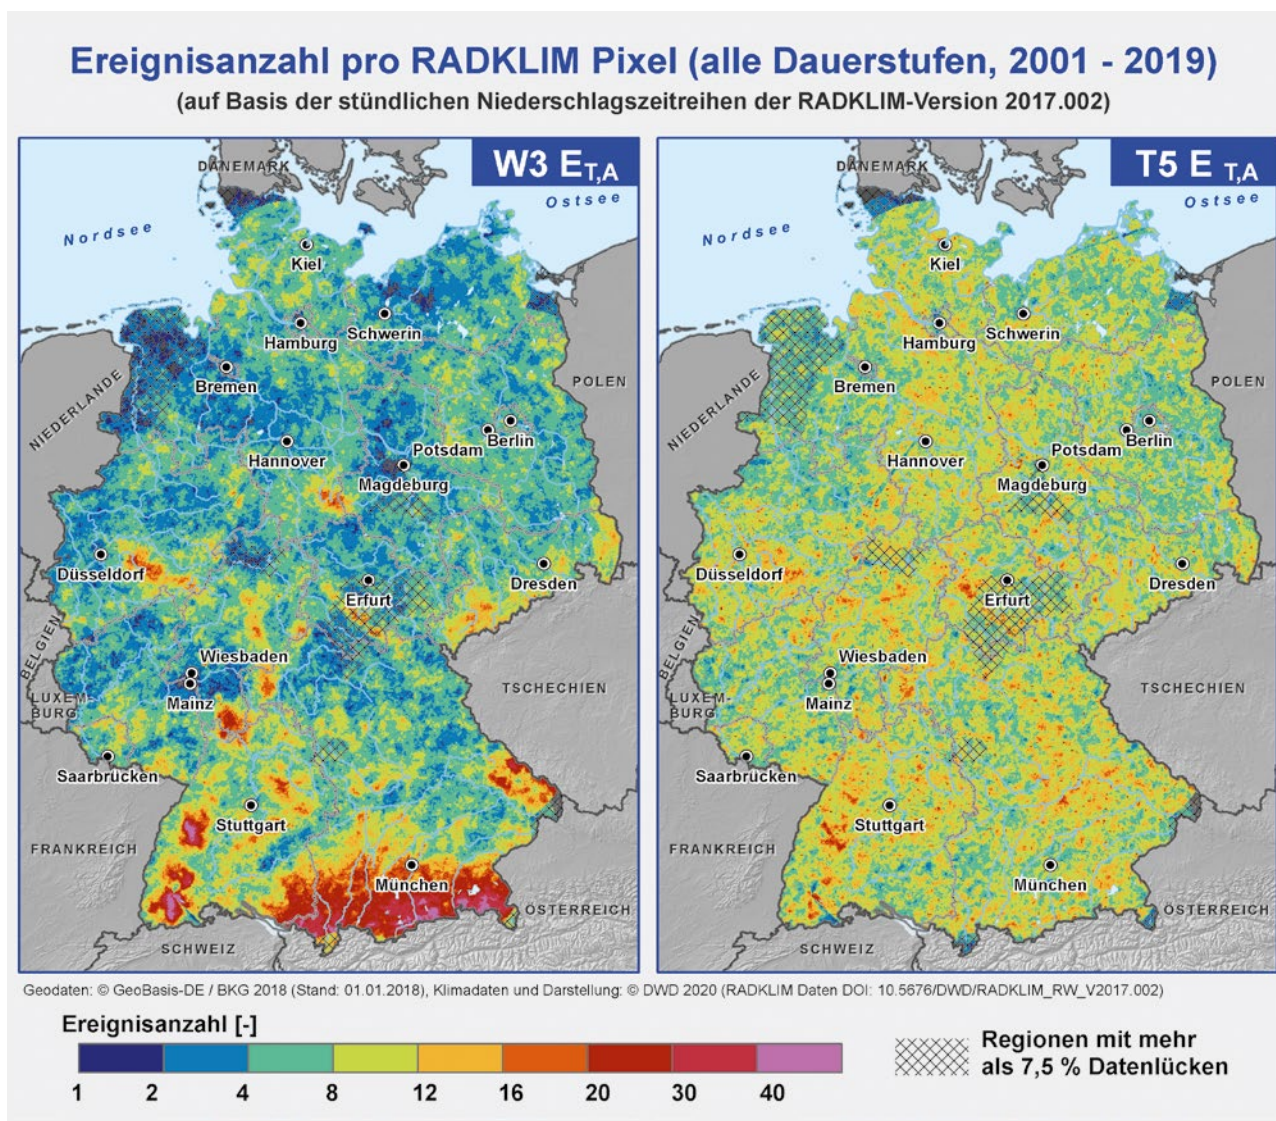 Ereignisanzahl pro RADKLIM Pixel (alle Dauerstufen, 2001 - 2019)
(auf Basis der stündlichen Niederschlagszeitreihen der RADKLIM-Version 2017.002)
W3 ET,A
DÄNEMARK
Ostsee
Nordsee
Kiel
Hamburg
Schwerin
Bremen
NIEDERLANDE
POLEN
Hannover
Potsdam
Berlin
Magdeburg
Düsseldorf
Erfurt
Dresden
BELGIEN
Wiesbaden
Mainz
LUXEM-
BURG
TSCHECHIEN
Saarbrücken
Stuttgart
FRANKREICH
München
ÖSTERREICH
SCHWEIZ
T5 E T,A
DÄNEMARK
Ostsee
Nordsee
Kiel
Hamburg
Schwerin
Bremen
NIEDERLANDE
POLEN
Hannover
Potsdam
Berlin
Magdeburg
Düsseldorf
Erfurt
Dresden
BELGIEN
Wiesbaden
Mainz
LUXEM-
BURG
TSCHECHIEN
Saarbrücken
Stuttgart
FRANKREICH
München
ÖSTERREICH
SCHWEIZ
Geodaten: © GeoBasis-DE / BKG 2018 (Stand: 01.01.2018), Klimadaten und Darstellung: © DWD 2020 (RADKLIM Daten DOI: 10.5676/DWD/RADKLIM_RW_V2017.002)
Ereignisanzahl [-]
1 2 4 8 12 16 20 30 40
Regionen mit mehr
als 7,5 % Datenlücken